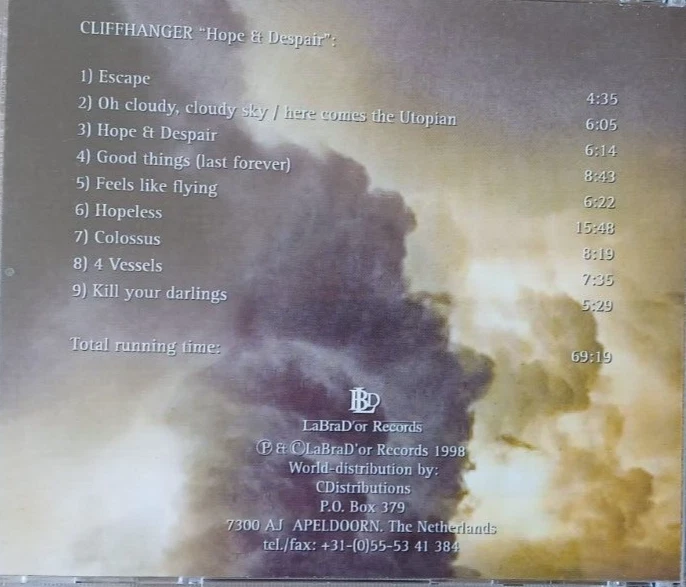 CLIFFHANGER "Hope & Despair":
1) Escape 4:35
2) Oh cloudy, cloudy sky / here comes the Utopian 6:05
3) Hope & Despair 6:14
4) Good things (last forever) 8:43
5) Feels like flying 6:22
6) Hopeless 15:48
7) Colossus 8:19
8) 4 Vessels 7:35
9) Kill your darlings 5:29
Total running time: 69:19
LBD
LaBraD'or Records
Ⓟ & ©LaBraD'or Records 1998
World-distribution by:
CDistributions
P.O. Box 379
7300 AJ APELDOORN, The Netherlands
tel./fax: +31-(0)55-53 41 384